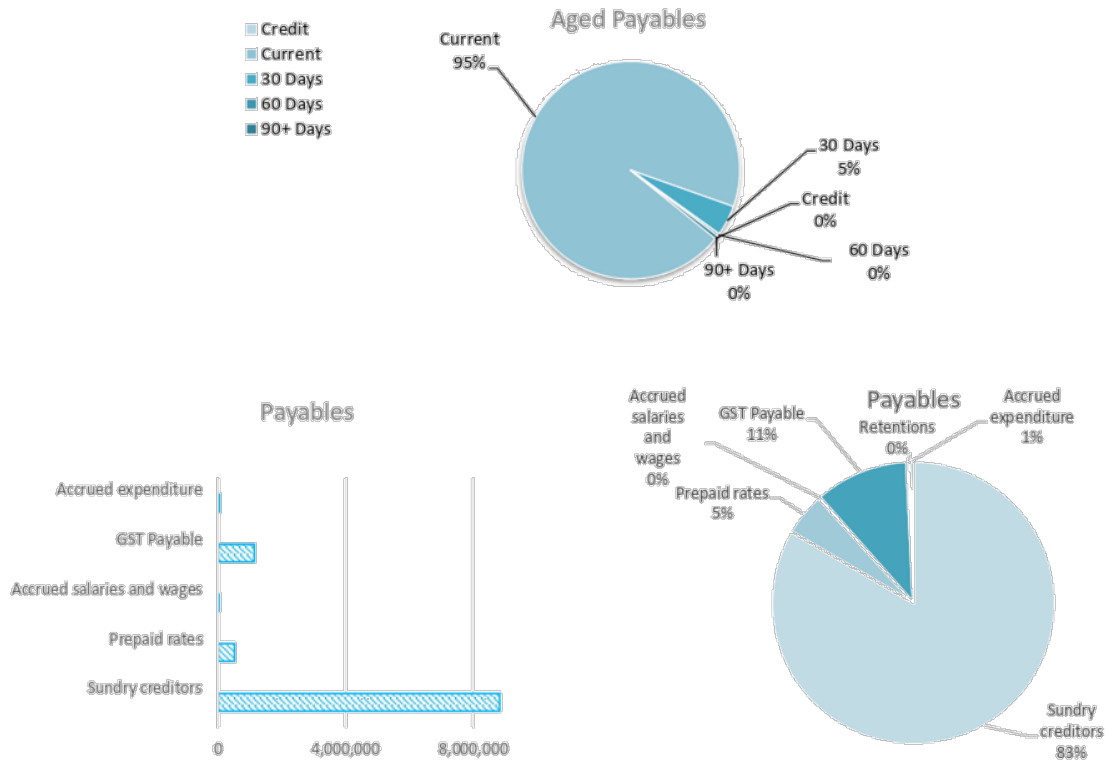 Aged Payables
Credit
Current
30 Days
60 Days
90+ Days
Current
95%
30 Days
5%
Credit
0%
60 Days
0%
90+ Days
0%
Payables
Accrued expenditure
GST Payable
Accrued salaries and wages
Prepaid rates
Sundry creditors
0
4,000,000
8,000,000
Payables
Accrued
salaries
and
wages
0%
GST Payable
11%
Retentions
0%
Accrued
expenditure
1%
Prepaid rates
5%
Sundry
creditors
83%